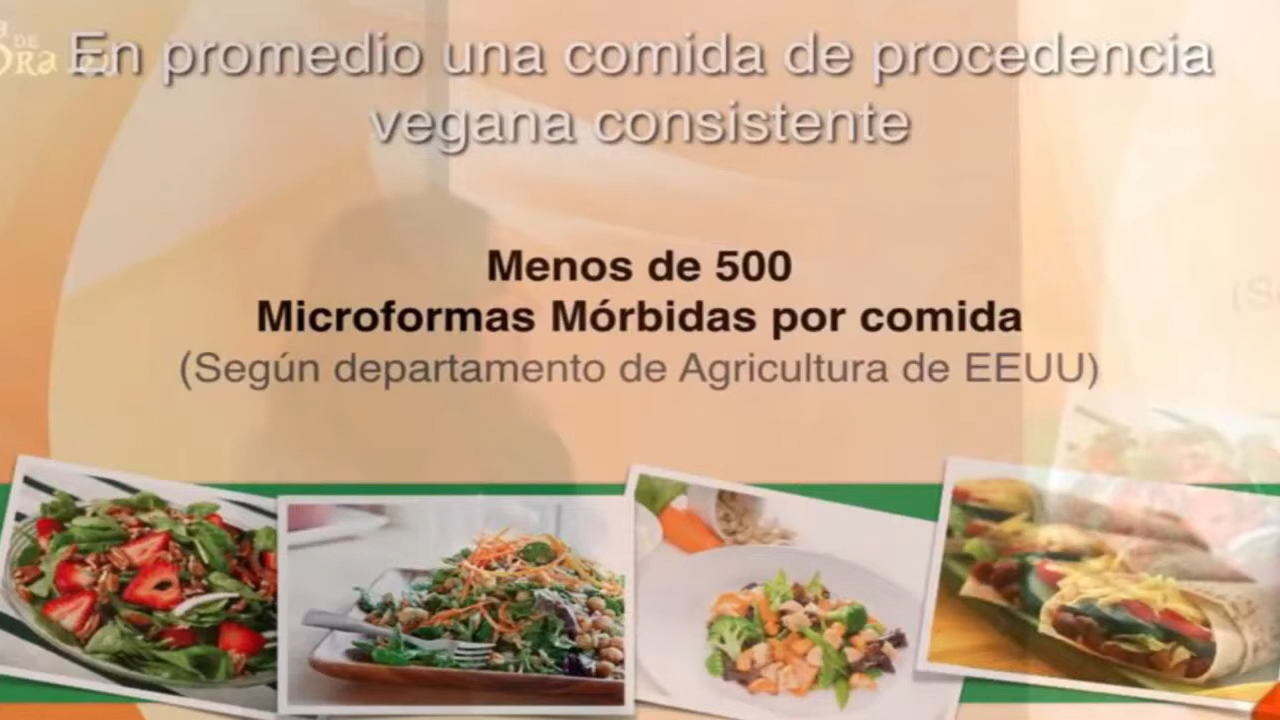 En promedio una comida de procedencia
vegana consistente
Menos de 500
Microformas Mórbidas por comida
(Según departamento de Agricultura de EEUU)